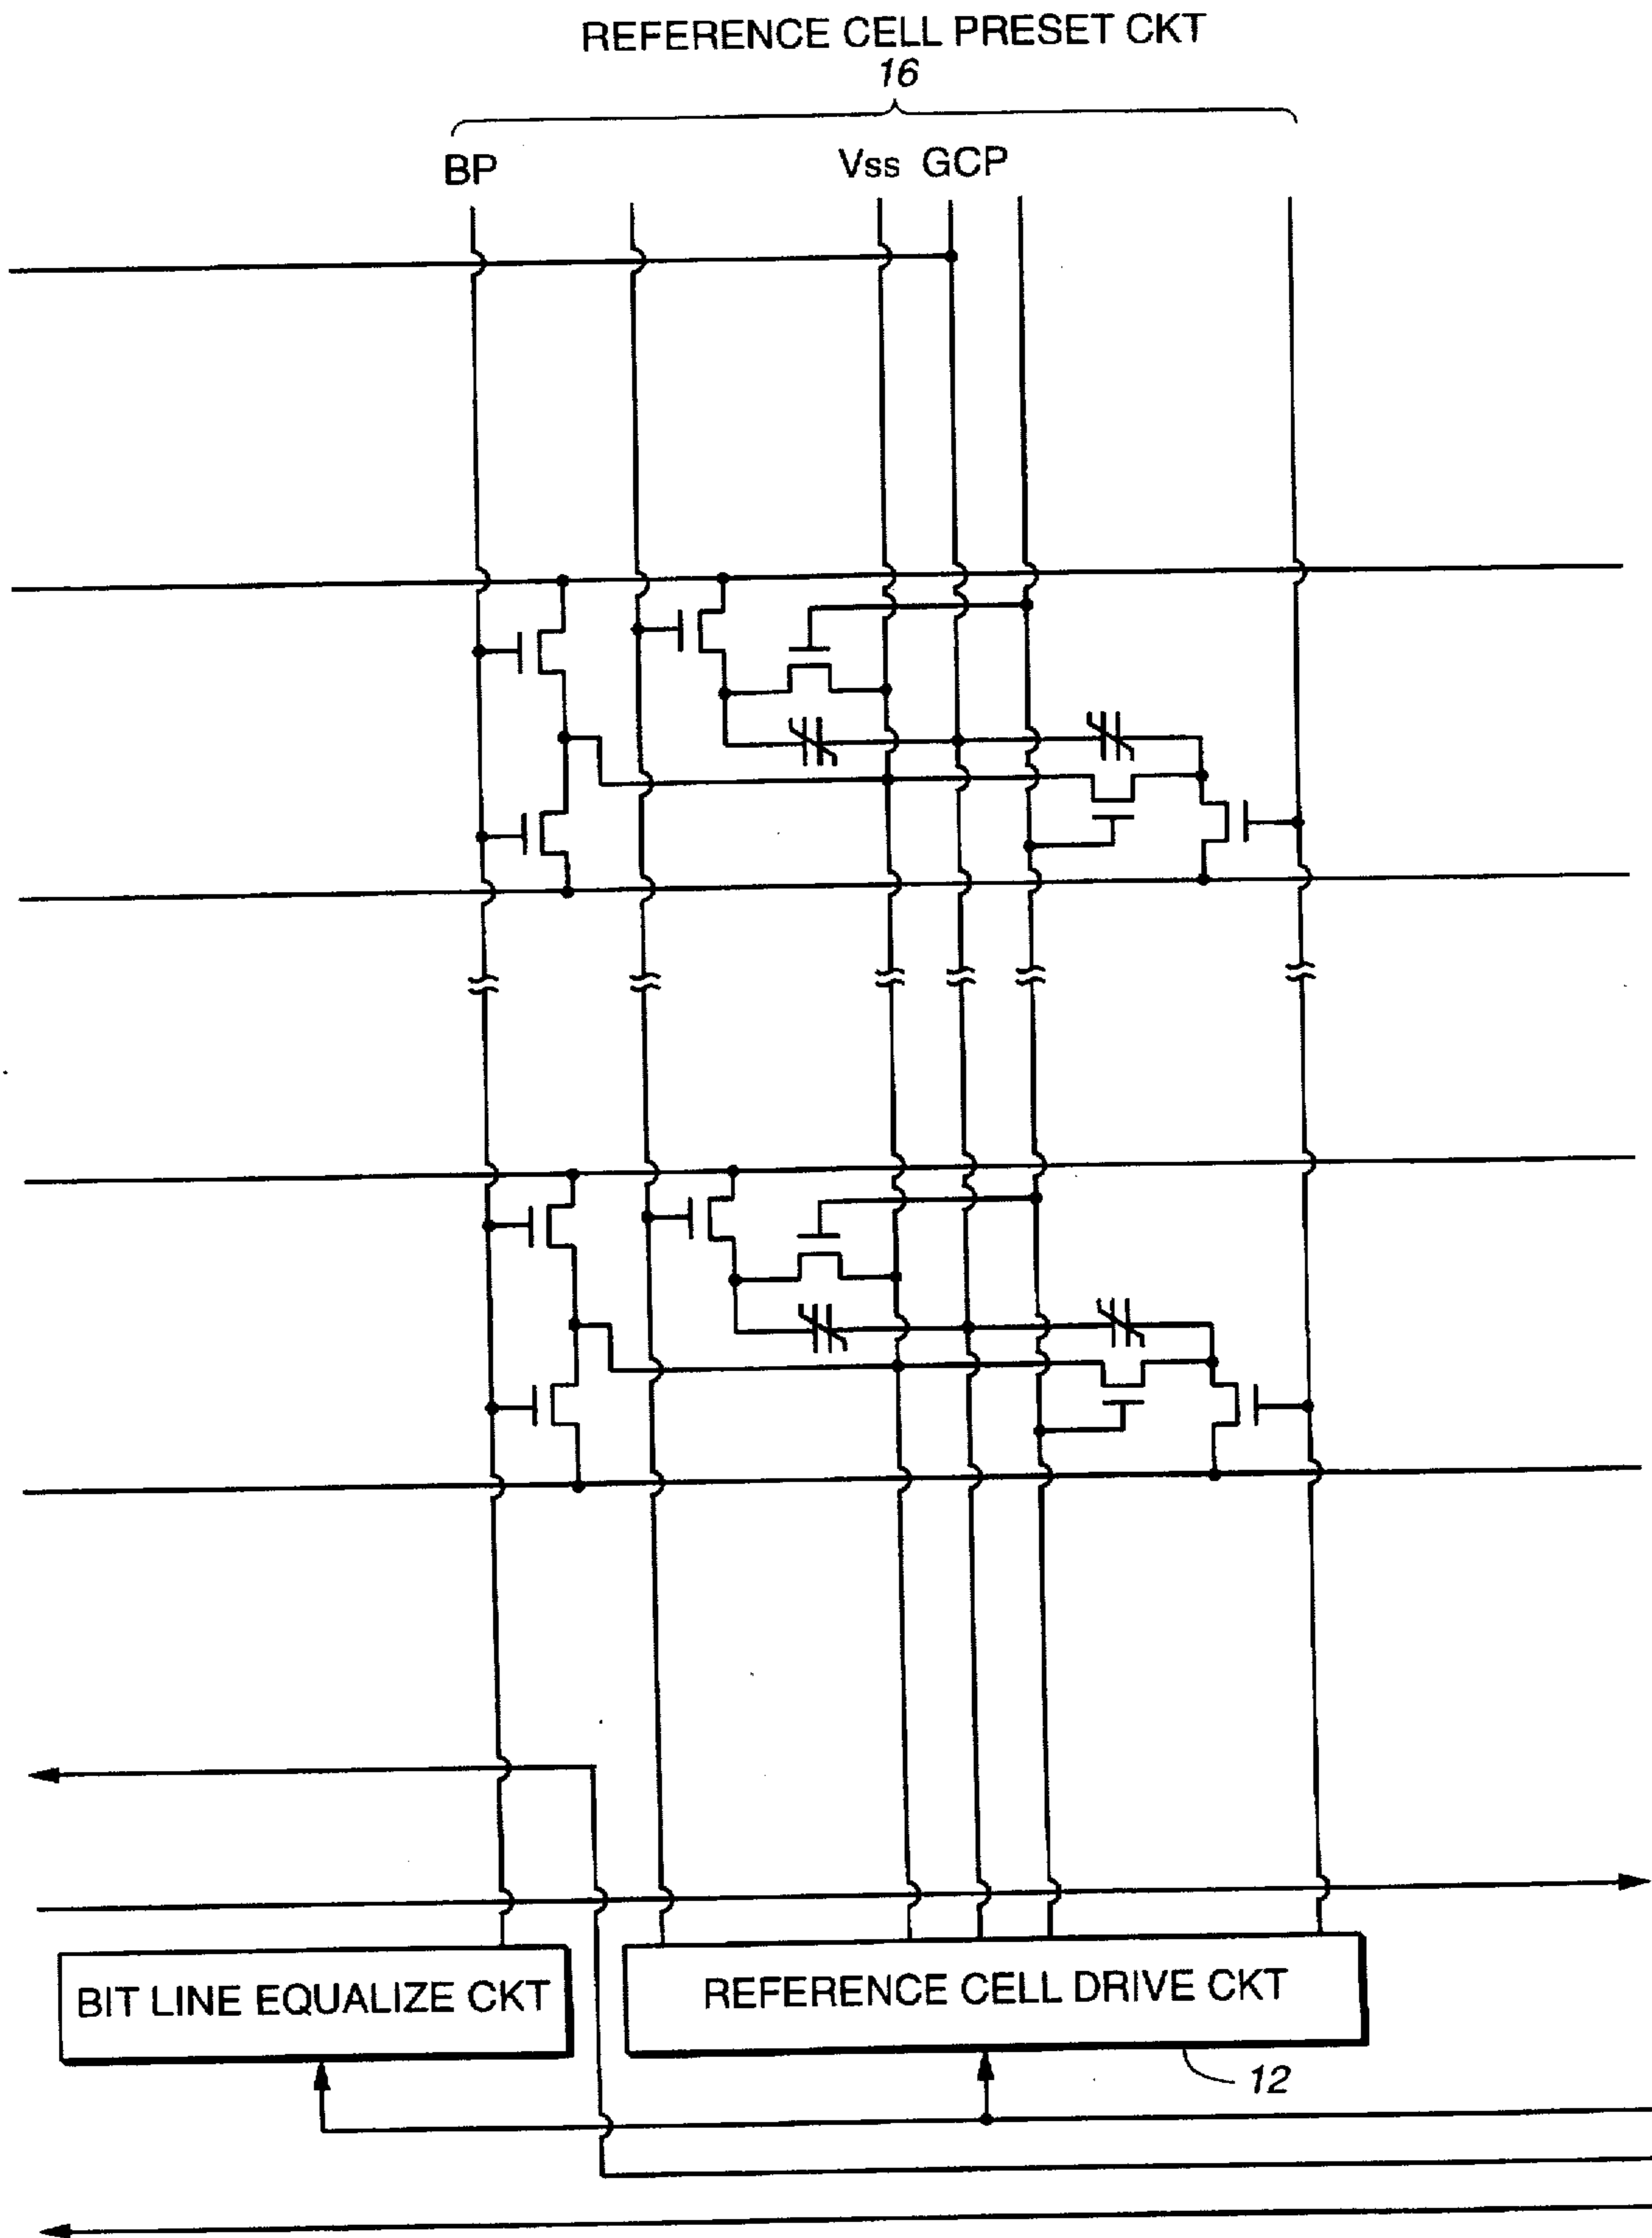 REFERENCE CELL PRESET CKT
16
BP
Vss GCP
BIT LINE EQUALIZE CKT
REFERENCE CELL DRIVE CKT
12